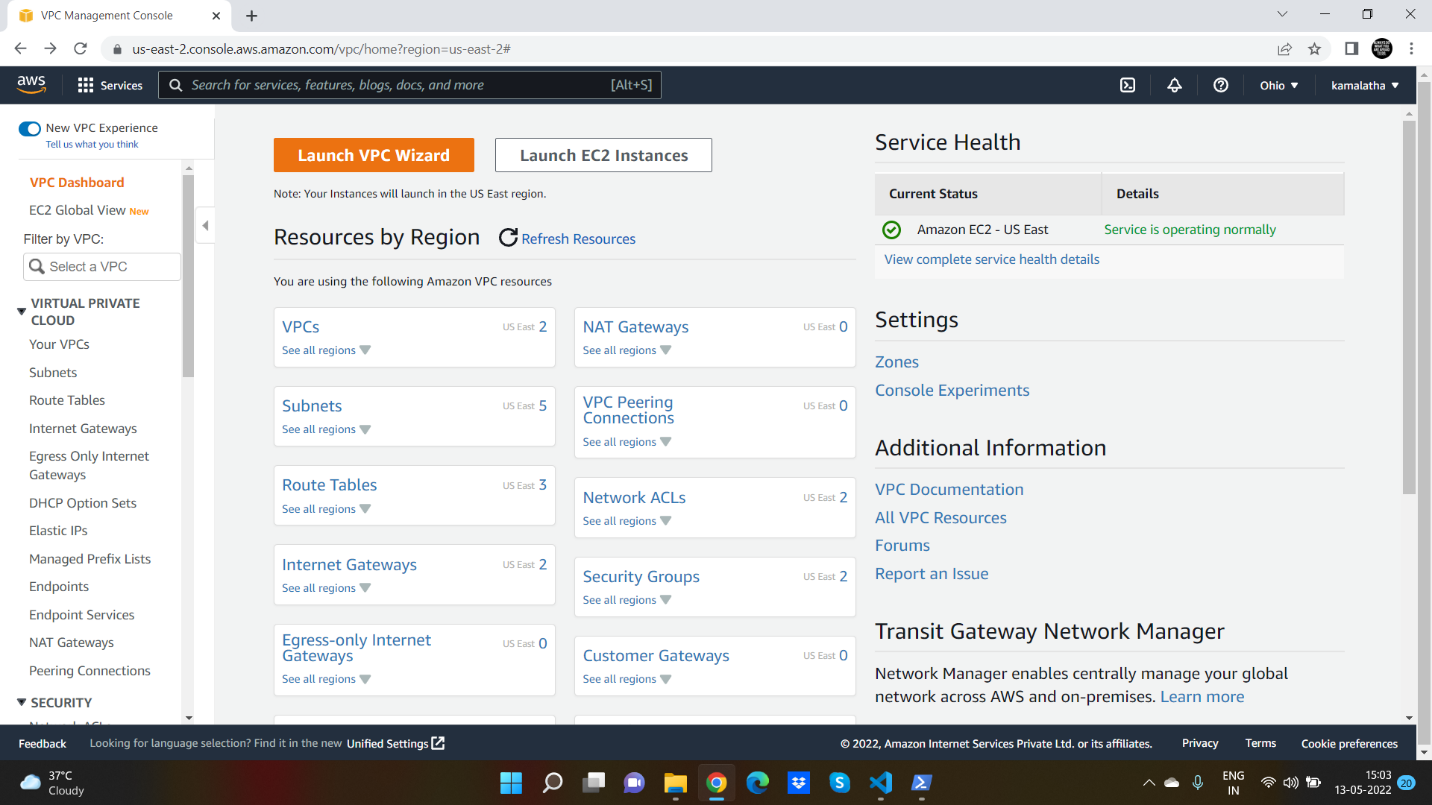 VPC Management Console
us-east-2.console.aws.amazon.com/vpc/home?region=us-east-2#
aws
Services
Search for services, features, blogs, docs, and more
[Alt+S]
Ohio
kamalatha
New VPC Experience
Tell us what you think
VPC Dashboard
EC2 Global View New
Filter by VPC:
Select a VPC
VIRTUAL PRIVATE
CLOUD
Your VPCs
Subnets
Route Tables
Internet Gateways
Egress Only Internet
Gateways
DHCP Option Sets
Elastic IPs
Managed Prefix Lists
Endpoints
Endpoint Services
NAT Gateways
Peering Connections
SECURITY
Launch VPC Wizard
Launch EC2 Instances
Note: Your Instances will launch in the US East region.
Resources by Region
Refresh Resources
You are using the following Amazon VPC resources
VPCs
US East 2
See all regions
Subnets
US East 5
See all regions
Route Tables
US East 3
See all regions
Internet Gateways
US East 2
See all regions
Egress-only Internet
Gateways
US East 0
See all regions
NAT Gateways
US East 0
See all regions
VPC Peering
Connections
US East 0
See all regions
Network ACLs
US East 2
See all regions
Security Groups
US East 2
See all regions
Customer Gateways
US East 0
See all regions
Service Health
Current Status
Details
Amazon EC2 - US East
Service is operating normally
View complete service health details
Settings
Zones
Console Experiments
Additional Information
VPC Documentation
All VPC Resources
Forums
Report an Issue
Transit Gateway Network Manager
Network Manager enables centrally manage your global
network across AWS and on-premises. Learn more
Feedback
Looking for language selection? Find it in the new Unified Settings
© 2022, Amazon Internet Services Private Ltd. or its affiliates.
Privacy
Terms
Cookie preferences
37°C
Cloudy
ENG
IN
15:03
13-05-2022
20